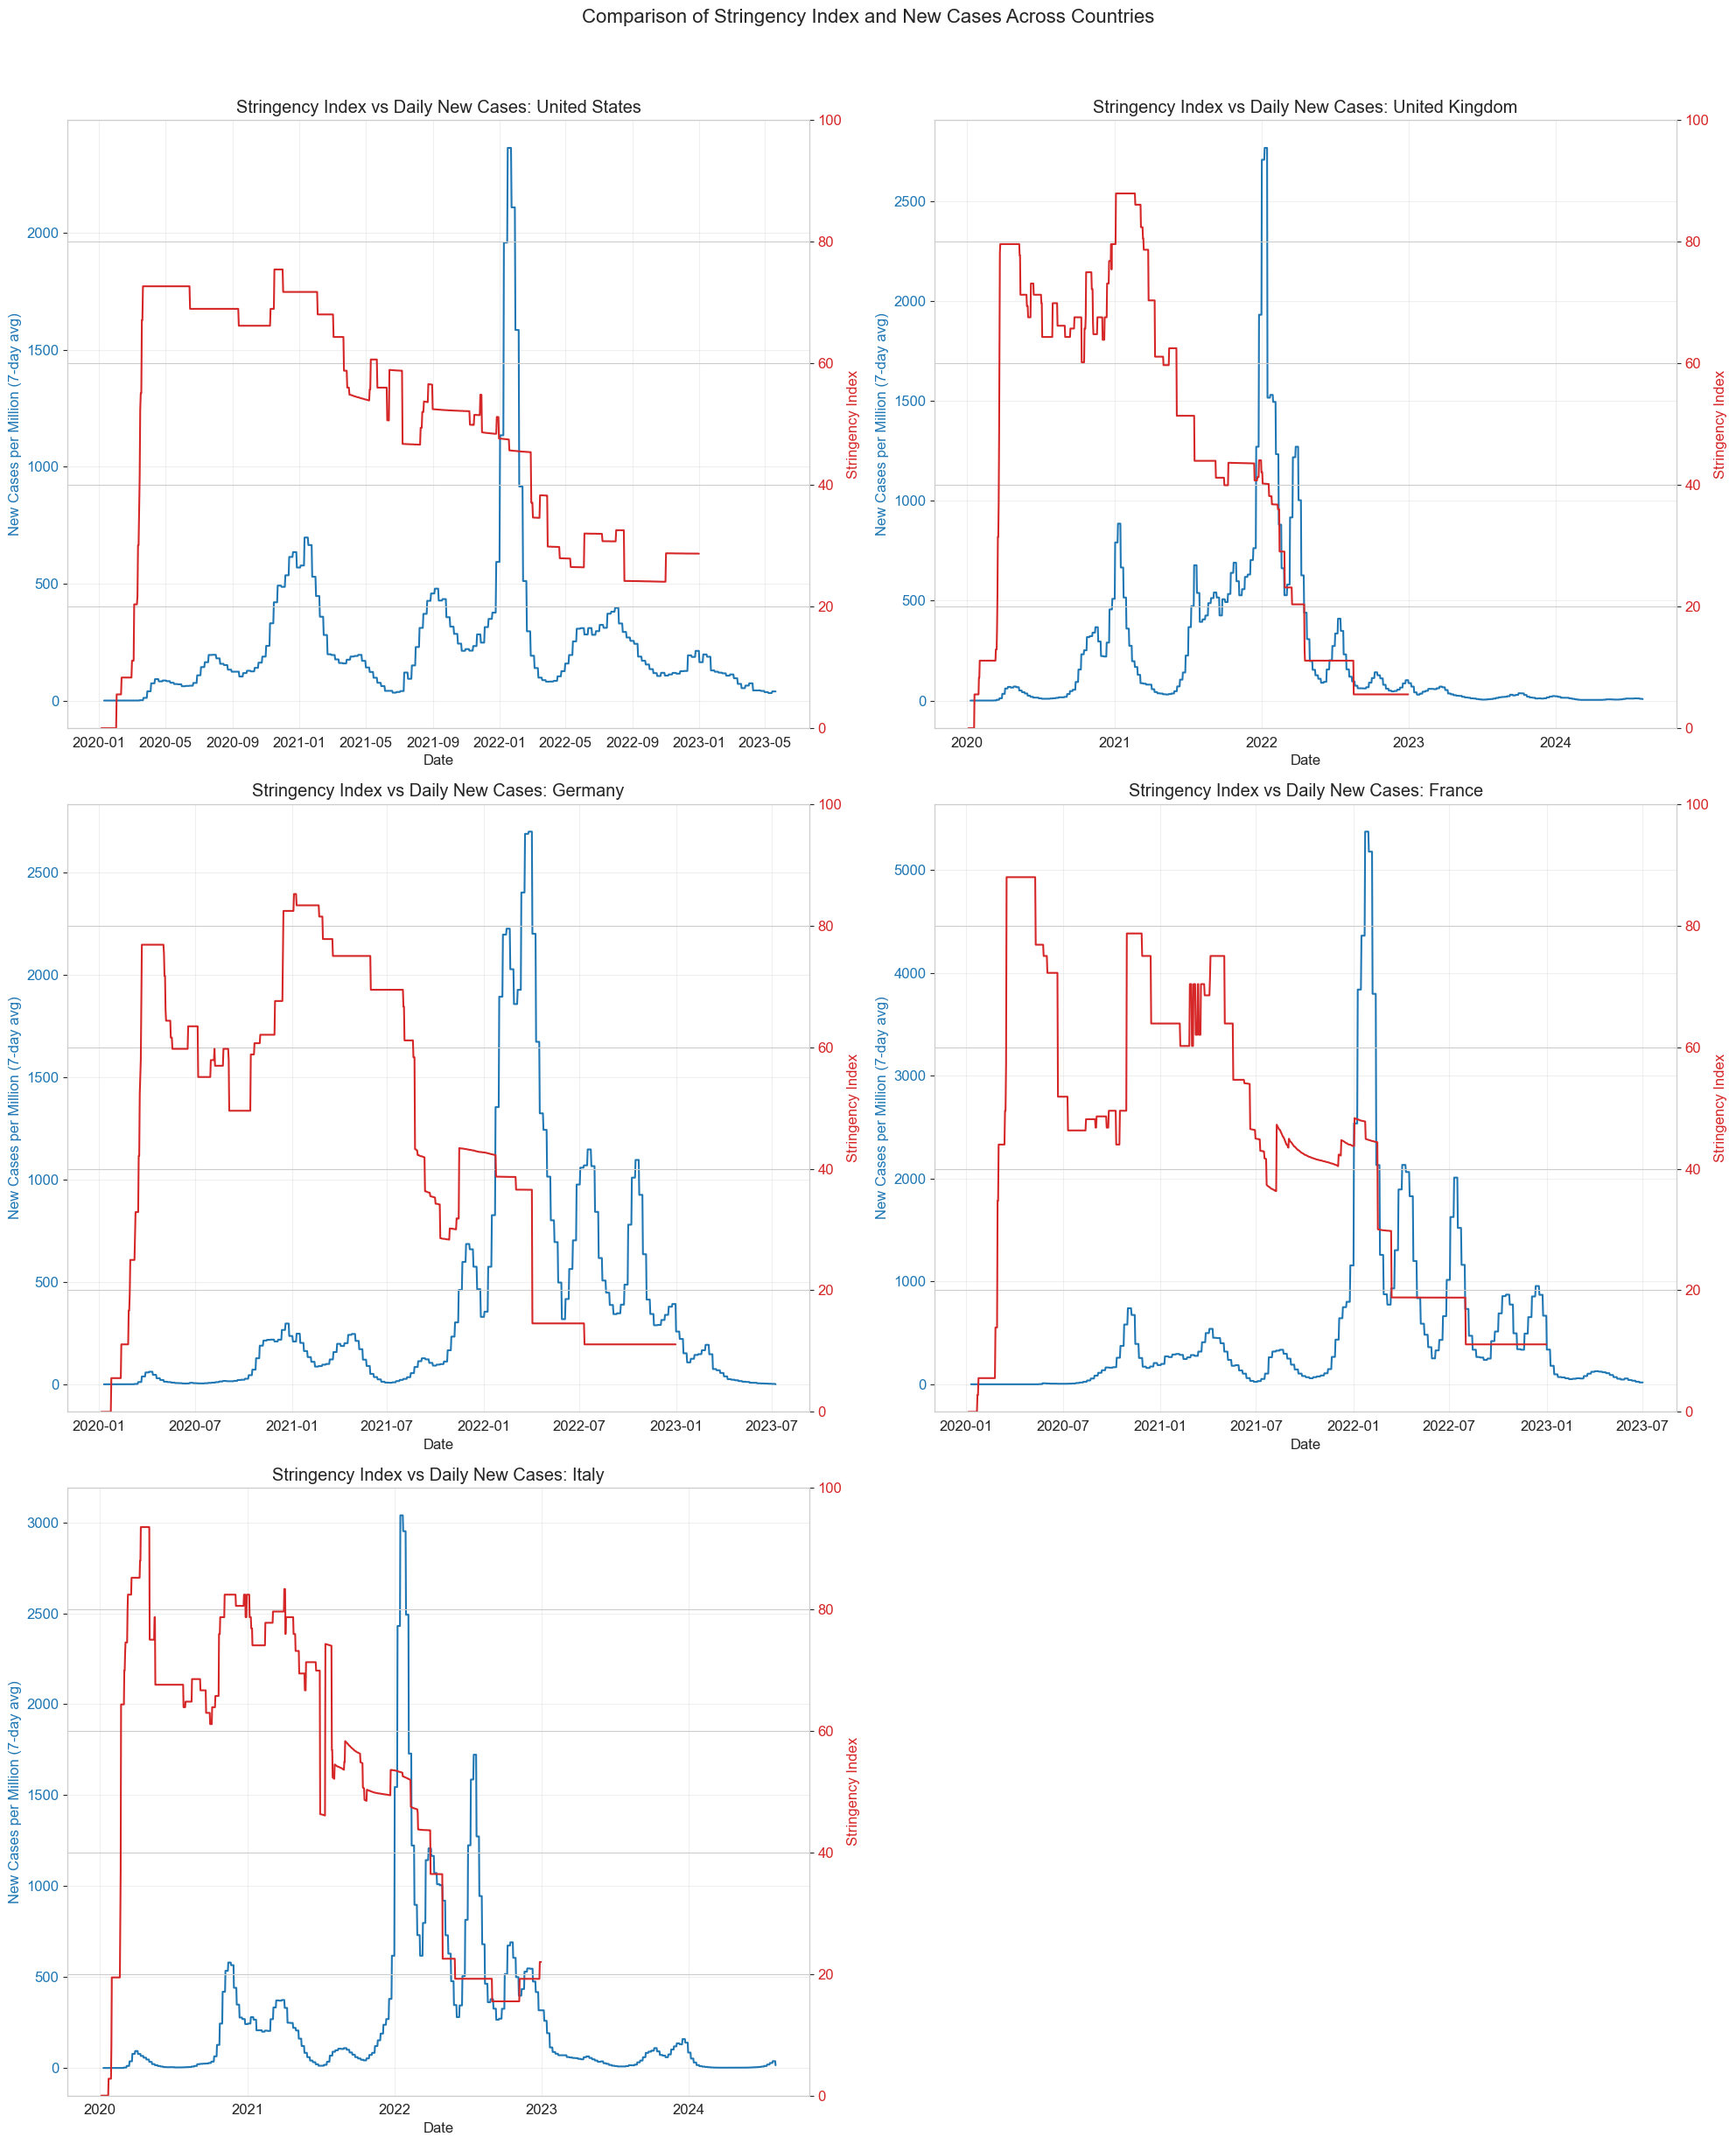 Comparison of Stringency Index and New Cases Across Countries
Stringency Index vs Daily New Cases: United States
New Cases per Million (7-day avg)
2000
1500
1000
500
0
100
80
60
40
20
0
Stringency Index
2020-01 2020-05 2020-09 2021-01 2021-05 2021-09 2022-01 2022-05 2022-09 2023-01 2023-05
Date
Stringency Index vs Daily New Cases: United Kingdom
New Cases per Million (7-day avg)
2500
2000
1500
1000
500
0
100
80
60
40
20
0
Stringency Index
2020 2021 2022 2023 2024
Date
Stringency Index vs Daily New Cases: Germany
New Cases per Million (7-day avg)
2500
2000
1500
1000
500
0
100
80
60
40
20
0
Stringency Index
2020-01 2020-07 2021-01 2021-07 2022-01 2022-07 2023-01 2023-07
Date
Stringency Index vs Daily New Cases: France
New Cases per Million (7-day avg)
5000
4000
3000
2000
1000
0
100
80
60
40
20
0
Stringency Index
2020-01 2020-07 2021-01 2021-07 2022-01 2022-07 2023-01 2023-07
Date
Stringency Index vs Daily New Cases: Italy
New Cases per Million (7-day avg)
3000
2500
2000
1500
1000
500
0
100
80
60
40
20
0
Stringency Index
2020 2021 2022 2023 2024
Date